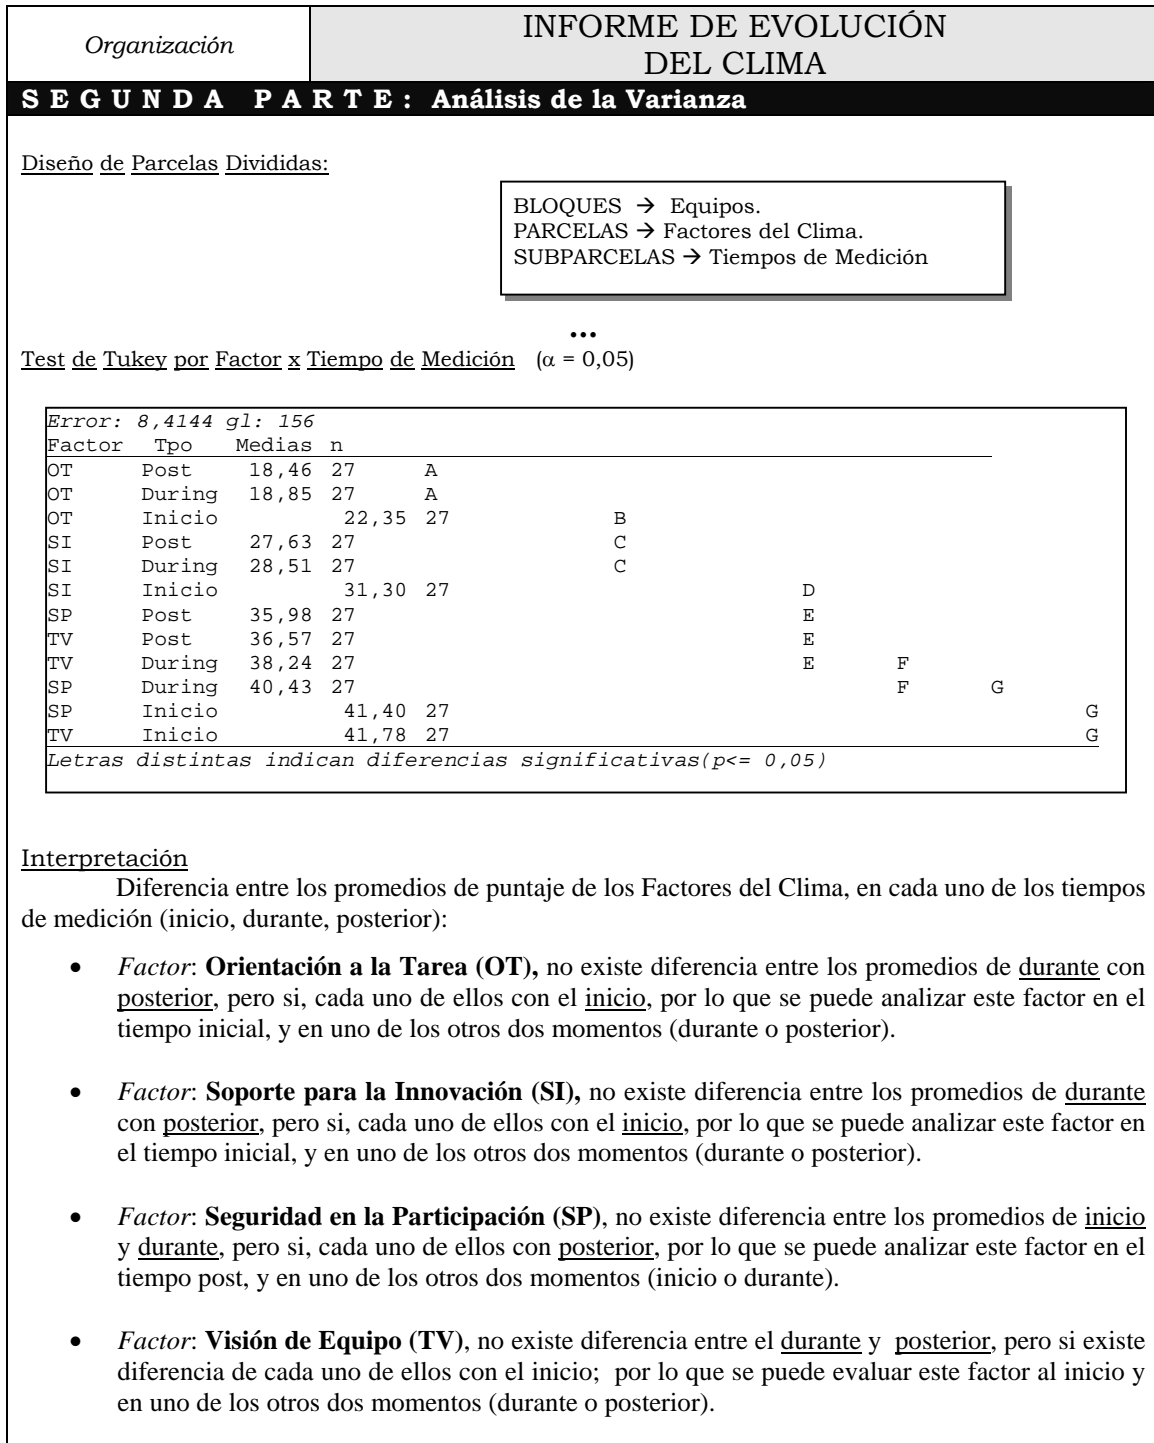 Organización
INFORME DE EVOLUCIÓN
DEL CLIMA
S E G U N D A P A R T E : Análisis de la Varianza
Diseño de Parcelas Divididas:
BLOQUES → Equipos.
PARCELAS → Factores del Clima.
SUBPARCELAS → Tiempos de Medición
...
Test de Tukey por Factor x Tiempo de Medición (α = 0,05)
Error: 8,4144 gl: 156
Factor Tpo Medias n
OT Post 18,46 27 A
OT During 18,85 27 A
OT Inicio 22,35 27 B
SI Post 27,63 27 C
SI During 28,51 27 C
SI Inicio 31,30 27 D
SP Post 35,98 27 E
TV Post 36,57 27 E
TV During 38,24 27 E F
SP During 40,43 27 F G
SP Inicio 41,40 27 G
TV Inicio 41,78 27 G
Letras distintas indican diferencias significativas(p<= 0,05)
Interpretación
Diferencia entre los promedios de puntaje de los Factores del Clima, en cada uno de los tiempos
de medición (inicio, durante, posterior):
• Factor: Orientación a la Tarea (OT), no existe diferencia entre los promedios de durante con
posterior, pero si, cada uno de ellos con el inicio, por lo que se puede analizar este factor en el
tiempo inicial, y en uno de los otros dos momentos (durante o posterior).
• Factor: Soporte para la Innovación (SI), no existe diferencia entre los promedios de durante
con posterior, pero si, cada uno de ellos con el inicio, por lo que se puede analizar este factor en
el tiempo inicial, y en uno de los otros dos momentos (durante o posterior).
• Factor: Seguridad en la Participación (SP), no existe diferencia entre los promedios de inicio
y durante, pero si, cada uno de ellos con posterior, por lo que se puede analizar este factor en el
tiempo post, y en uno de los otros dos momentos (inicio o durante).
• Factor: Visión de Equipo (TV), no existe diferencia entre el durante y posterior, pero si existe
diferencia de cada uno de ellos con el inicio; por lo que se puede evaluar este factor al inicio y
en uno de los otros dos momentos (durante o posterior).